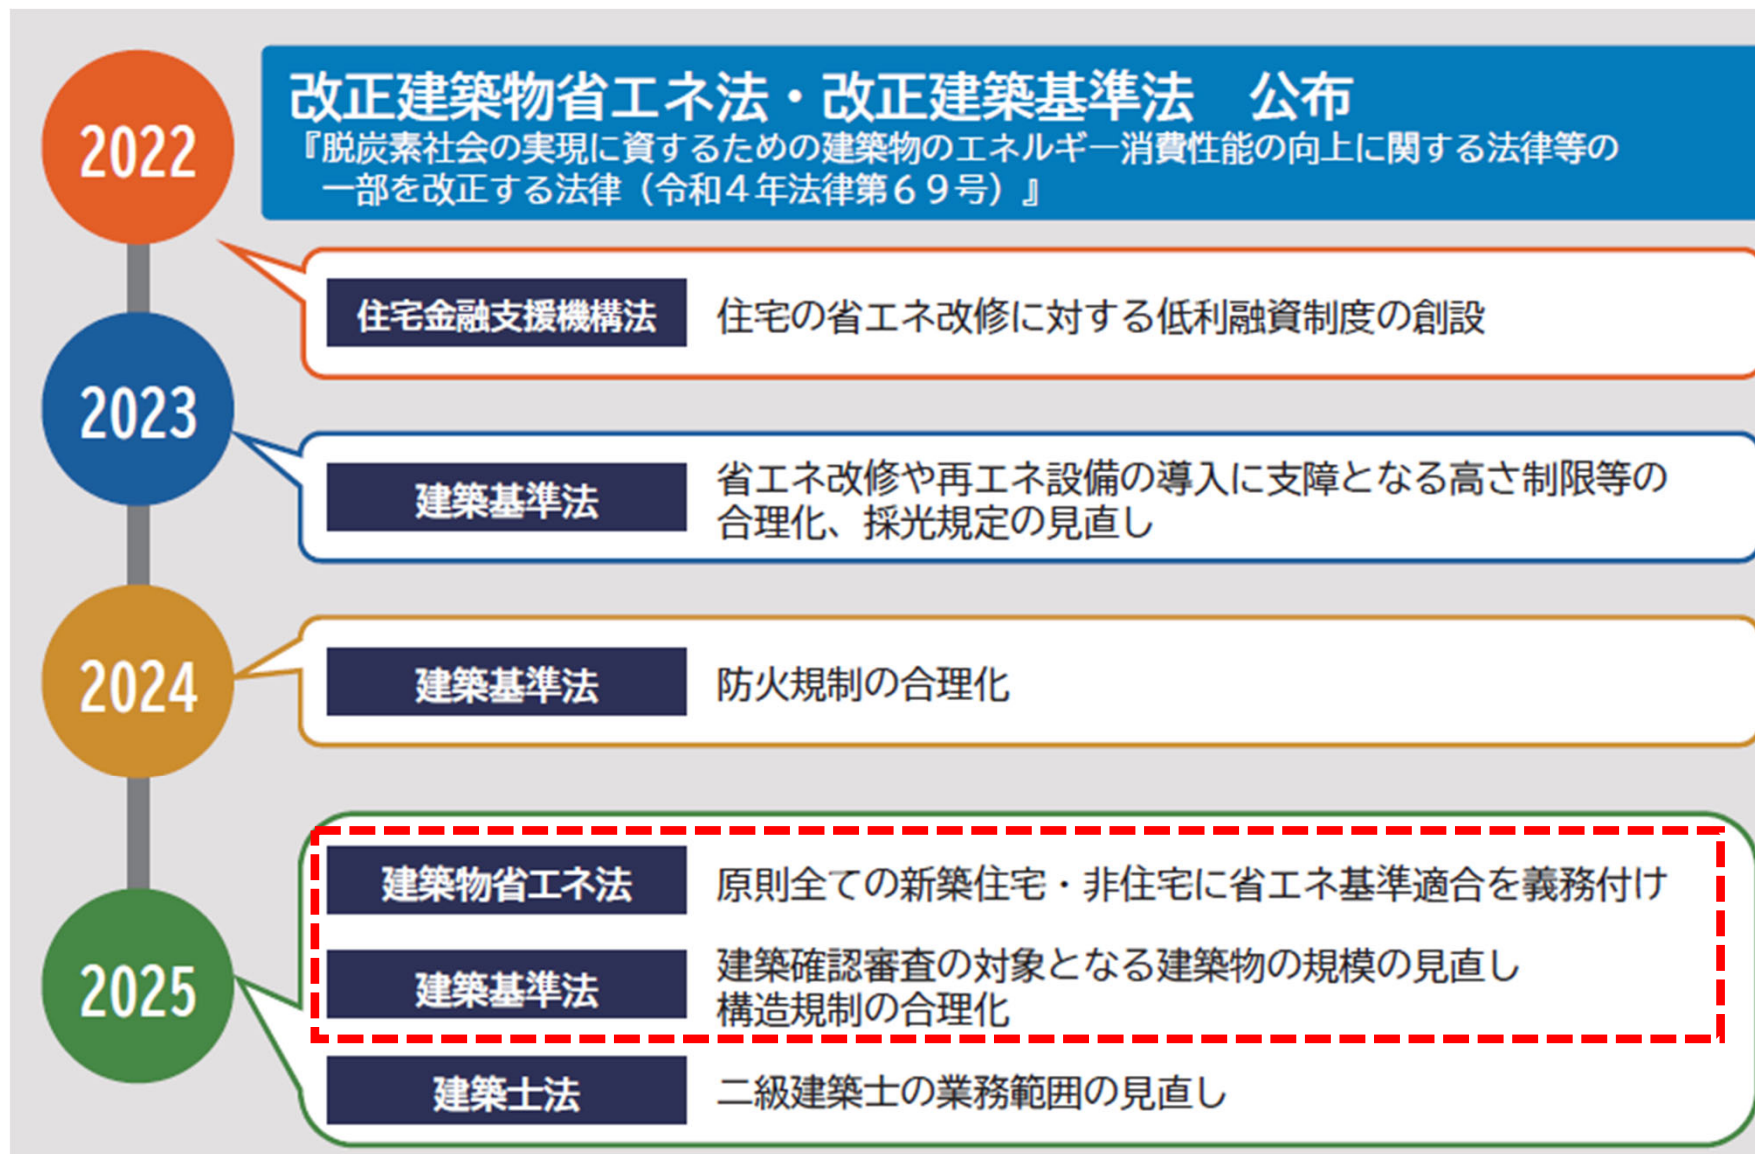 2022
改正建築物省エネ法・改正建築基準法　公布
『脱炭素社会の実現に資するための建築物のエネルギー消費性能の向上に関する法律等の
一部を改正する法律（令和４年法律第６９号）』
住宅金融支援機構法
住宅の省エネ改修に対する低利融資制度の創設
2023
建築基準法
省エネ改修や再エネ設備の導入に支障となる高さ制限等の
合理化、採光規定の見直し
2024
建築基準法
防火規制の合理化
2025
建築物省エネ法
原則全ての新築住宅・非住宅に省エネ基準適合を義務付け
建築基準法
建築確認審査の対象となる建築物の規模の見直し
構造規制の合理化
建築士法
二級建築士の業務範囲の見直し